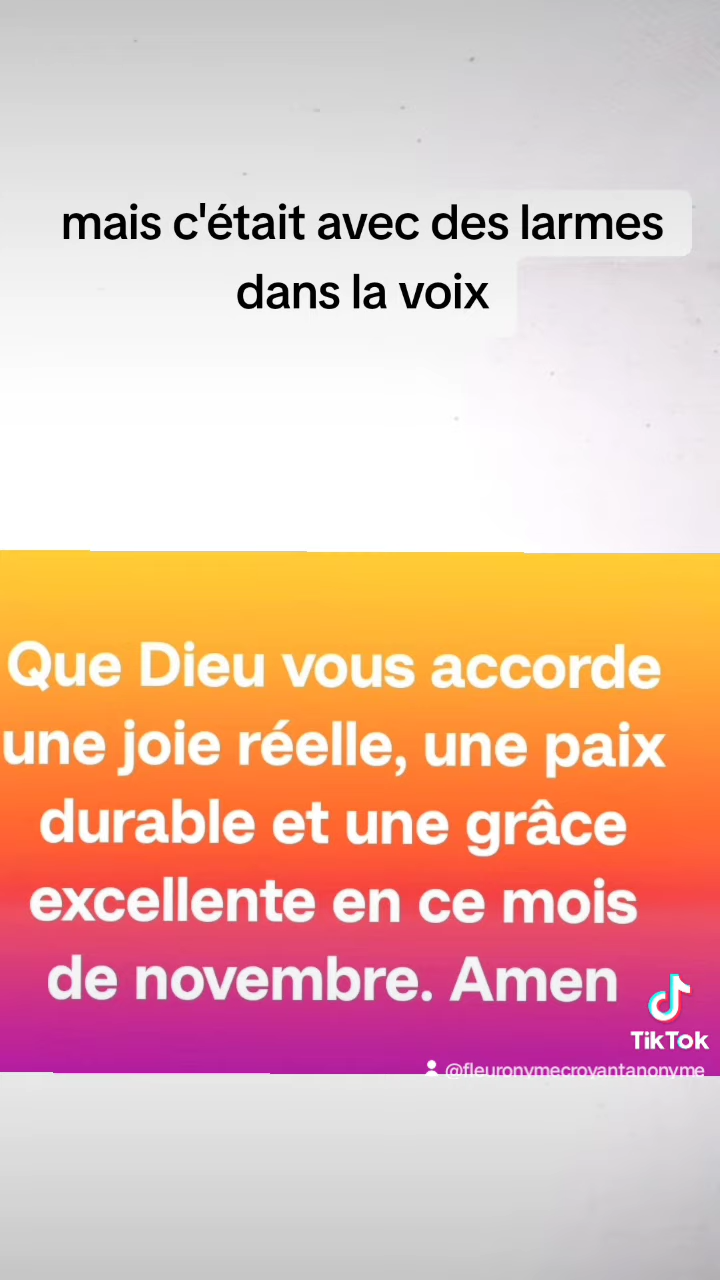 mais c'était avec des larmes
dans la voix
Que Dieu vous accorde
une joie réelle, une paix
durable et une grâce
excellente en ce mois
de novembre. Amen
TikTok
@fleuronymecroyantanonyme